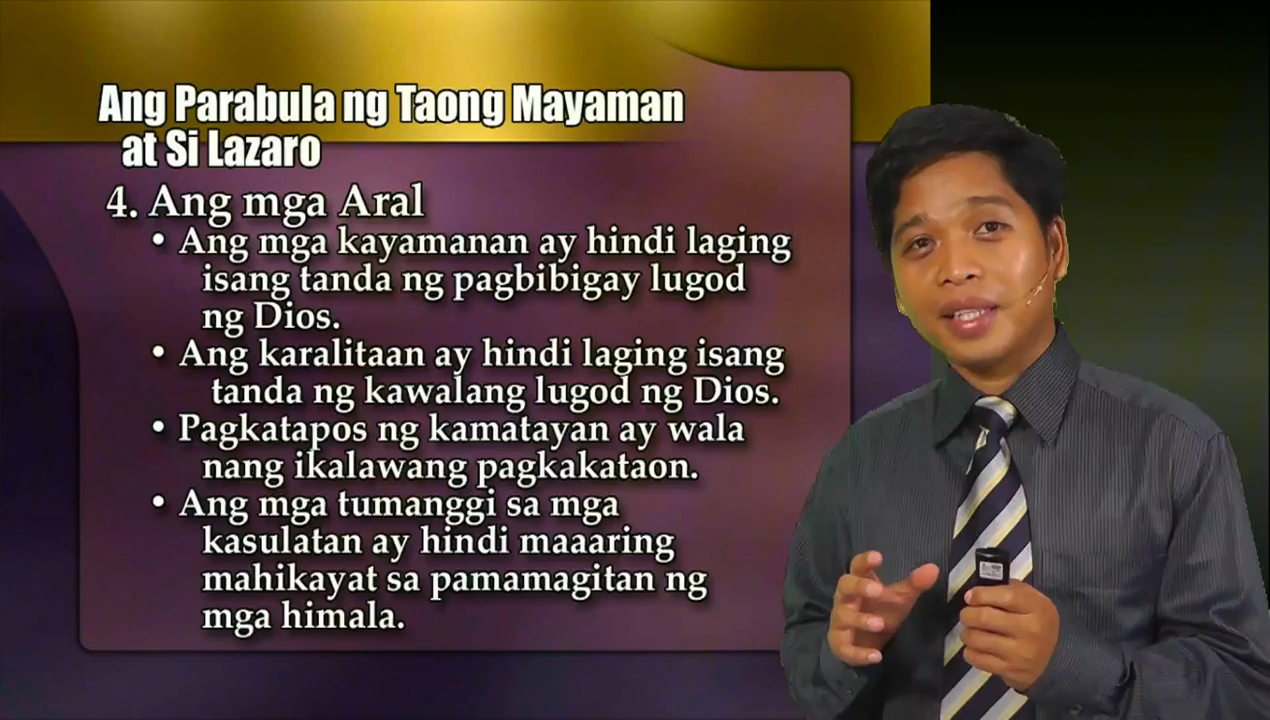 Ang Parabula ng Taong Mayaman
at Si Lazaro
4. Ang mga Aral
• Ang mga kayamanan ay hindi laging
isang tanda ng pagbibigay lugod
ng Dios.
• Ang karalitaan ay hindi laging isang
tanda ng kawalang lugod ng Dios.
• Pagkatapos ng kamatayan ay wala
nang ikalawang pagkakataon.
• Ang mga tumanggi sa mga
kasulatan ay hindi maaaring
mahikayat sa pamamagitan ng
mga himala.